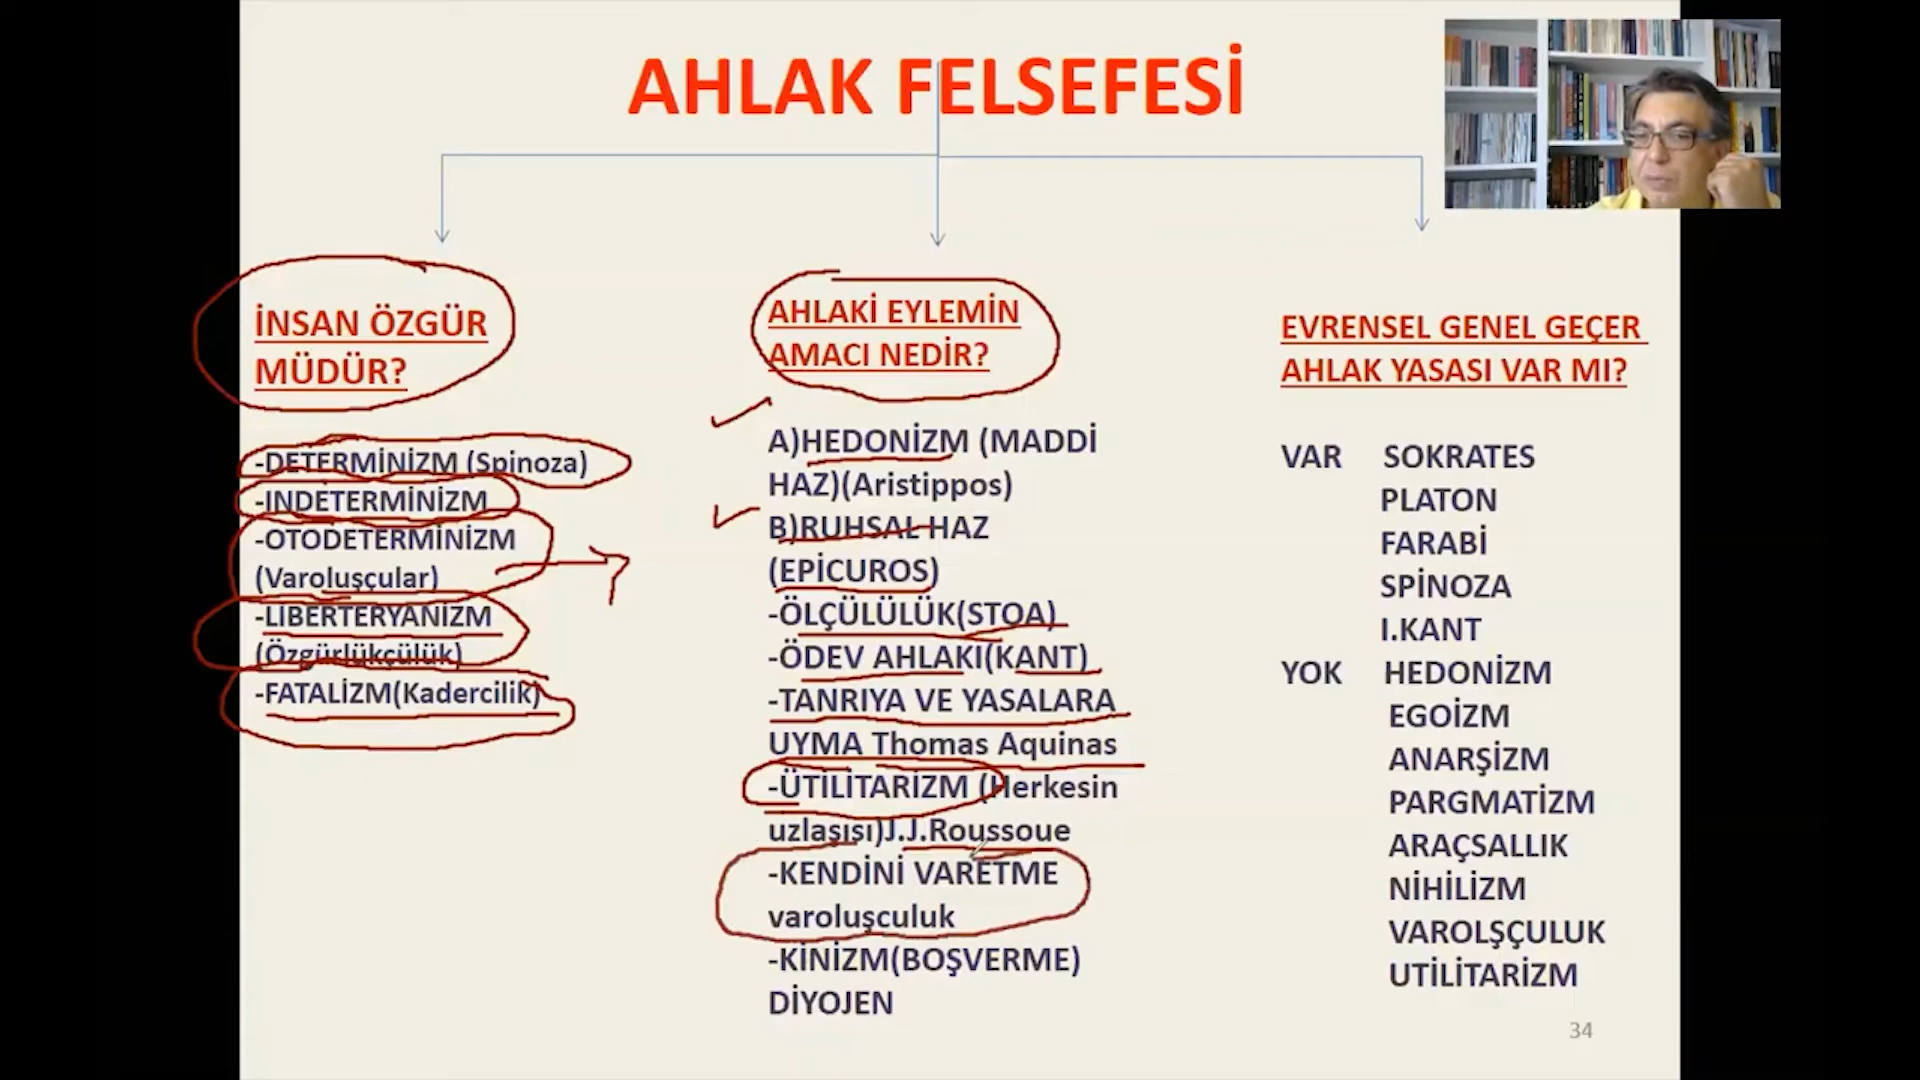 AHLAK FELSEFESİ
İNSAN ÖZGÜR
MÜDÜR?
-DETERMİNİZM (Spinoza)
-INDETERMİNİZM
-OTODETERMİNİZM
(Varoluşçular)
-LIBERTERYANİZM
(Özgürlükçülük)
-FATALİZM(Kadercilik)
AHLAKİ EYLEMİN
AMACI NEDİR?
A)HEDONİZM (MADDİ
HAZ)(Aristippos)
B)RUHSAL HAZ
(EPİCUROS)
-ÖLÇÜLÜLÜK(STOA)
-ÖDEV AHLAKI(KANT)
-TANRIYA VE YASALARA
UYMA Thomas Aquinas
-ÜTİLİTARİZM (Herkesin
uzlaşısı)J.J.Roussoue
-KENDİNİ VARETME
varoluşculuk
-KİNİZM(BOŞVERME)
DİYOJEN
EVRENSEL GENEL GEÇER
AHLAK YASASI VAR MI?
VAR SOKRATES
PLATON
FARABİ
SPİNOZA
I.KANT
YOK HEDONİZM
EGOİZM
ANARŞİZM
PARGMATİZM
ARAÇSALLIK
NİHİLİZM
VAROLŞÇULUK
UTİLİTARİZM
34